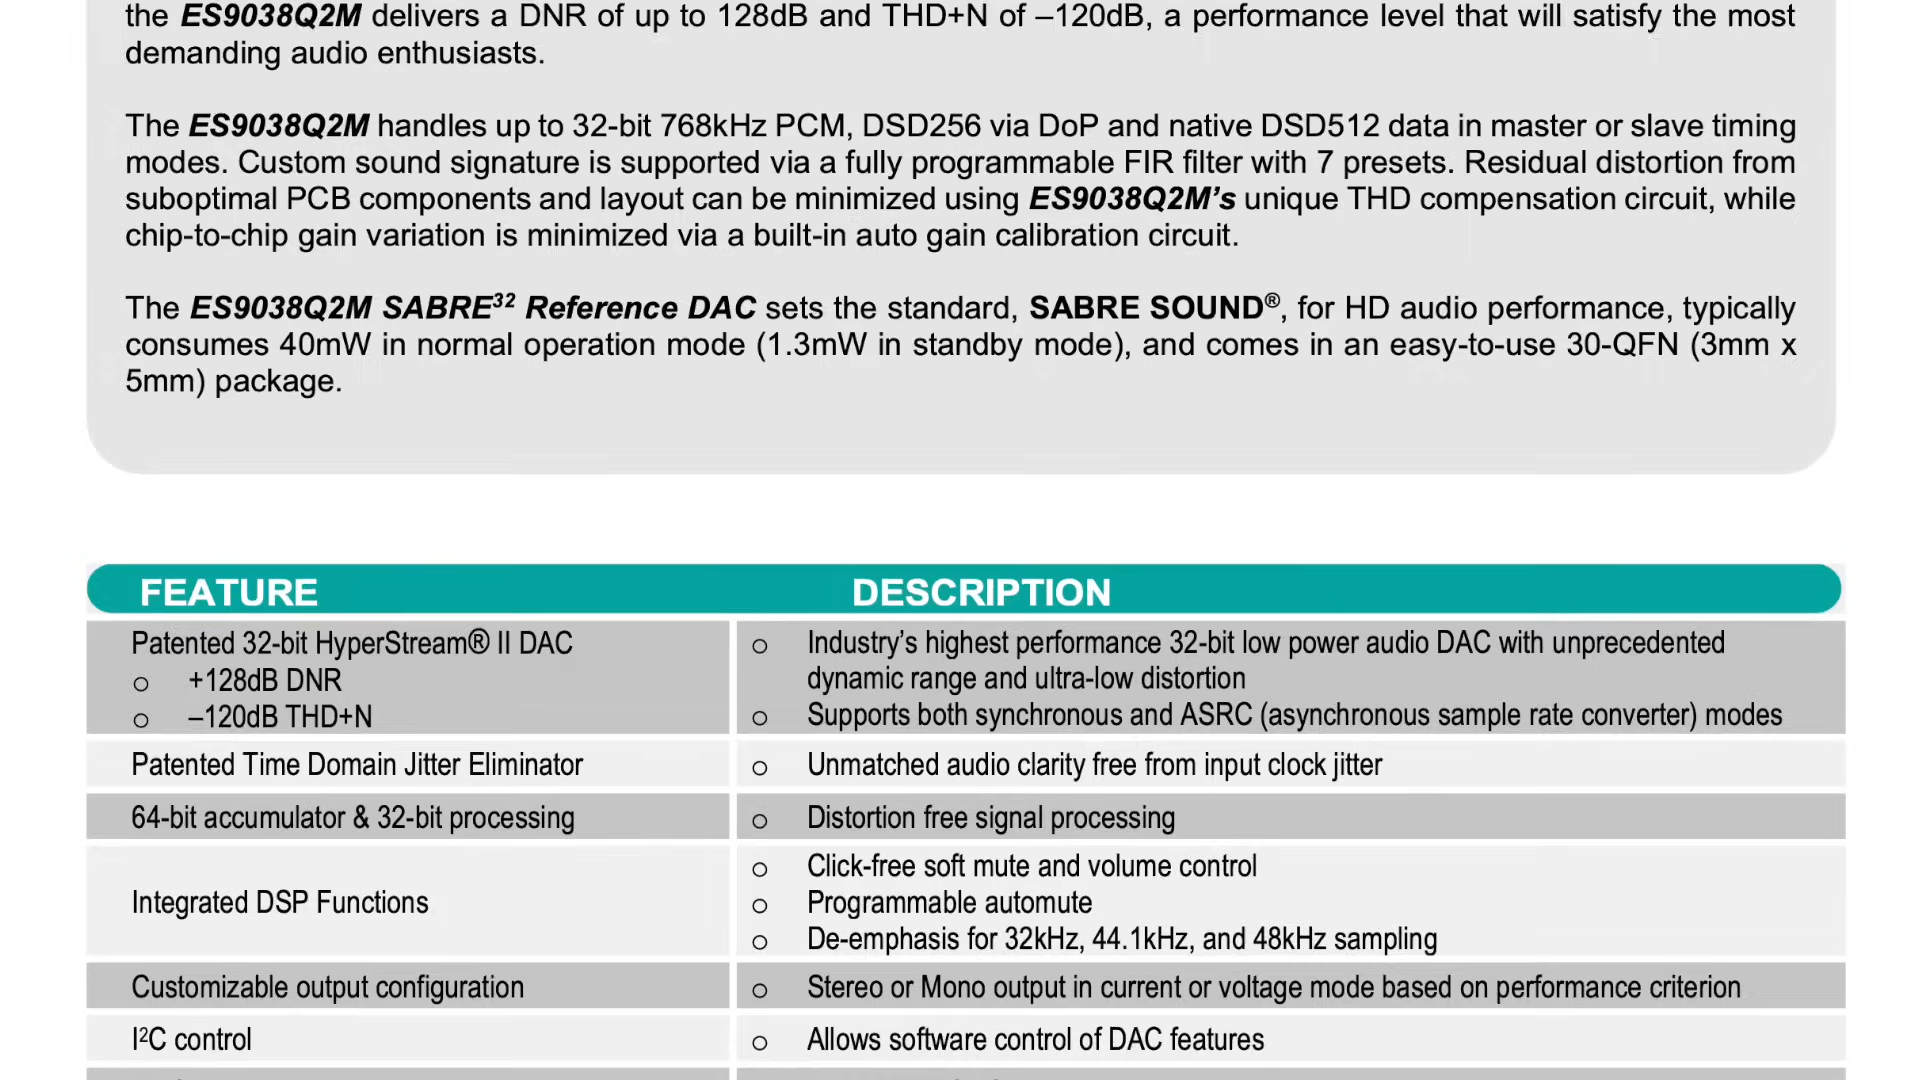 the ES9038Q2M delivers a DNR of up to 128dB and THD+N of –120dB, a performance level that will satisfy the most
demanding audio enthusiasts.
The ES9038Q2M handles up to 32-bit 768kHz PCM, DSD256 via DoP and native DSD512 data in master or slave timing
modes. Custom sound signature is supported via a fully programmable FIR filter with 7 presets. Residual distortion from
suboptimal PCB components and layout can be minimized using ES9038Q2M’s unique THD compensation circuit, while
chip-to-chip gain variation is minimized via a built-in auto gain calibration circuit.
The ES9038Q2M SABRE³² Reference DAC sets the standard, SABRE SOUND®, for HD audio performance, typically
consumes 40mW in normal operation mode (1.3mW in standby mode), and comes in an easy-to-use 30-QFN (3mm x
5mm) package.
FEATURE DESCRIPTION
Patented 32-bit HyperStream® II DAC
o +128dB DNR
o –120dB THD+N
o Industry’s highest performance 32-bit low power audio DAC with unprecedented
dynamic range and ultra-low distortion
o Supports both synchronous and ASRC (asynchronous sample rate converter) modes
Patented Time Domain Jitter Eliminator
o Unmatched audio clarity free from input clock jitter
64-bit accumulator & 32-bit processing
o Distortion free signal processing
Integrated DSP Functions
o Click-free soft mute and volume control
o Programmable automute
o De-emphasis for 32kHz, 44.1kHz, and 48kHz sampling
Customizable output configuration
o Stereo or Mono output in current or voltage mode based on performance criterion
I²C control
o Allows software control of DAC features